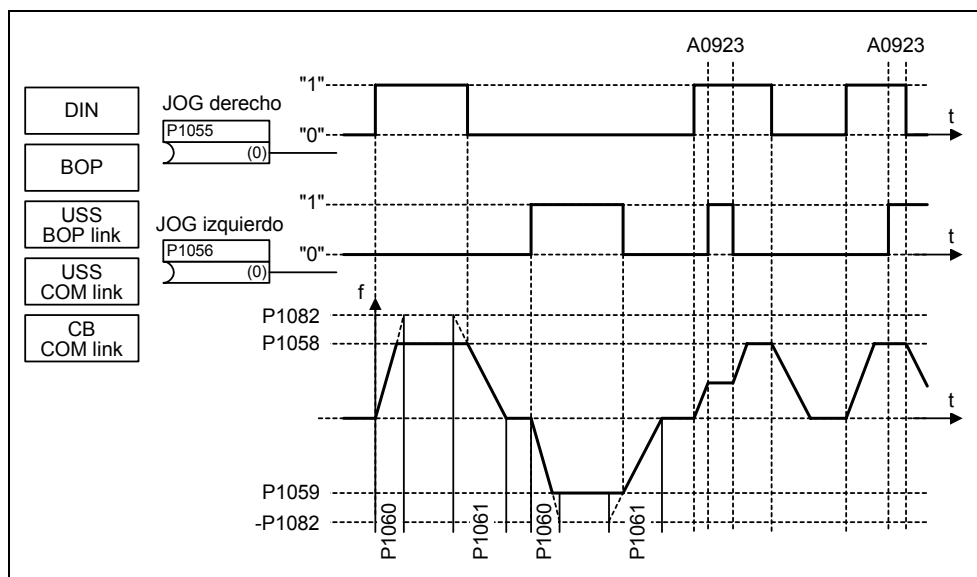 A0923
A0923
DIN
BOP
USS
BOP link
USS
COM link
CB
COM link
JOG derecho
P1055
(0)
"1"
"0"
t
JOG izquierdo
P1056
(0)
"1"
"0"
t
f
P1082
P1058
t
P1059
-P1082
P1060
P1061
P1060
P1061